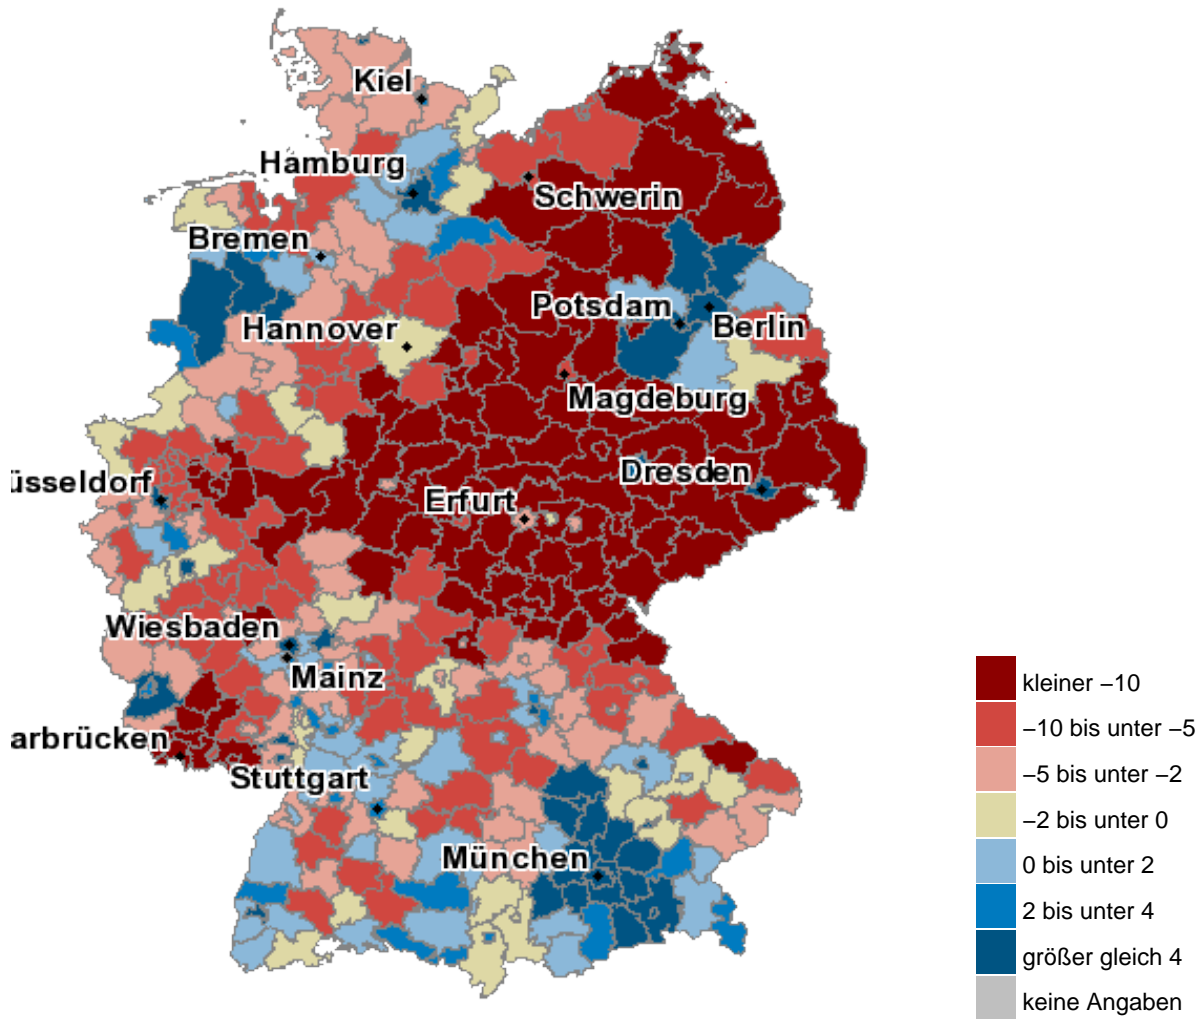 Kiel
Hamburg
Schwerin
Bremen
Potsdam
Berlin
Hannover
Magdeburg
üsseldorf
Dresden
Erfurt
Wiesbaden
Mainz
arbrücken
Stuttgart
München
kleiner −10
−10 bis unter −5
−5 bis unter −2
−2 bis unter 0
0 bis unter 2
2 bis unter 4
größer gleich 4
keine Angaben